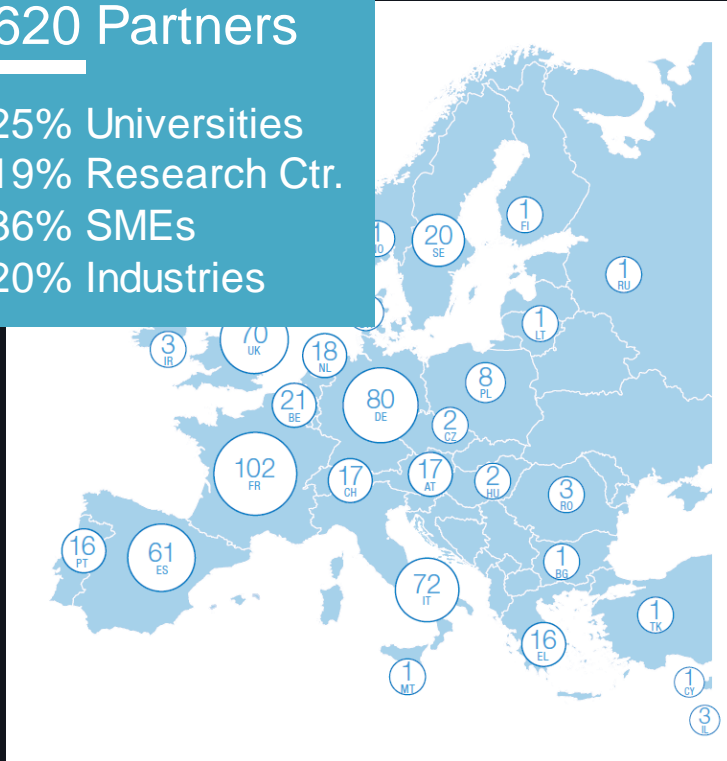 620 Partners
25% Universities
19% Research Ctr.
36% SMEs
20% Industries
1
FI
20
SE
1
RU
1
LT
3
IR
70
UK
18
NL
8
PL
21
BE
80
DE
2
CZ
102
FR
17
CH
17
AT
2
HU
3
RO
16
PT
61
ES
1
BG
72
IT
1
TK
16
EL
1
MT
1
CY
3
IL